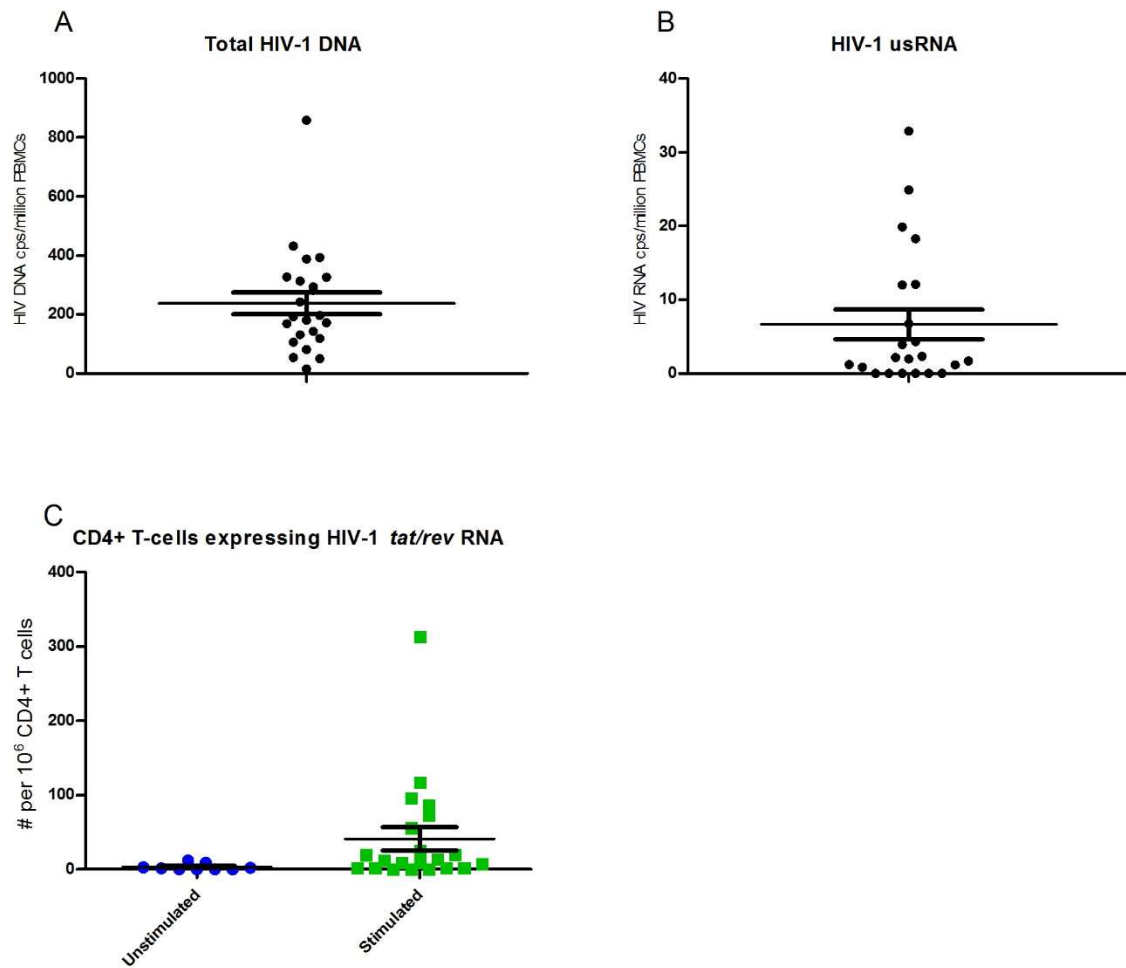 A
Total HIV-1 DNA
HIV DNA cps/million PBMCs
1000
800
600
400
200
0
B
HIV-1 usRNA
HIV RNA cps/million PBMCs
40
30
20
10
0
C
CD4+ T-cells expressing HIV-1 tat/rev RNA
# per 10⁶ CD4+ T cells
400
300
200
100
0
Unstimulated
Stimulated